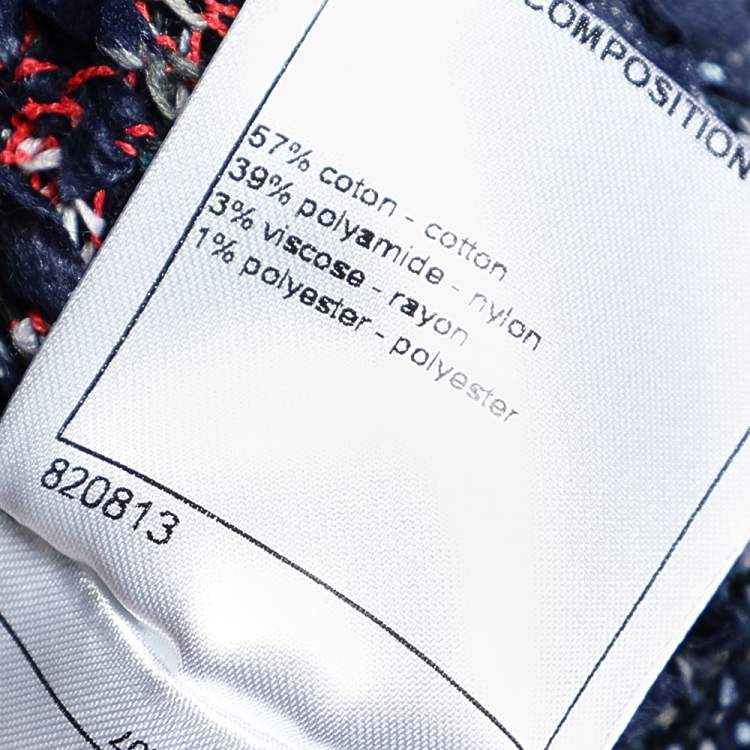 COMPOSITION
57% coton - cotton
39% polyamide - nylon
3% viscose - rayon
1% polyester - polyester
820813